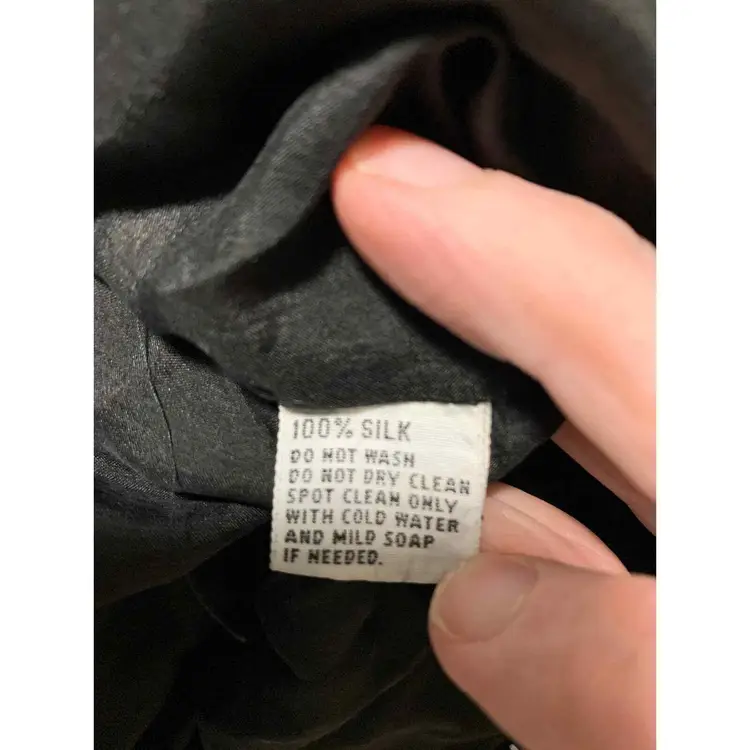 100% SILK
DO NOT WASH
DO NOT DRY CLEAN
SPOT CLEAN ONLY
WITH COLD WATER
AND MILD SOAP
IF NEEDED.